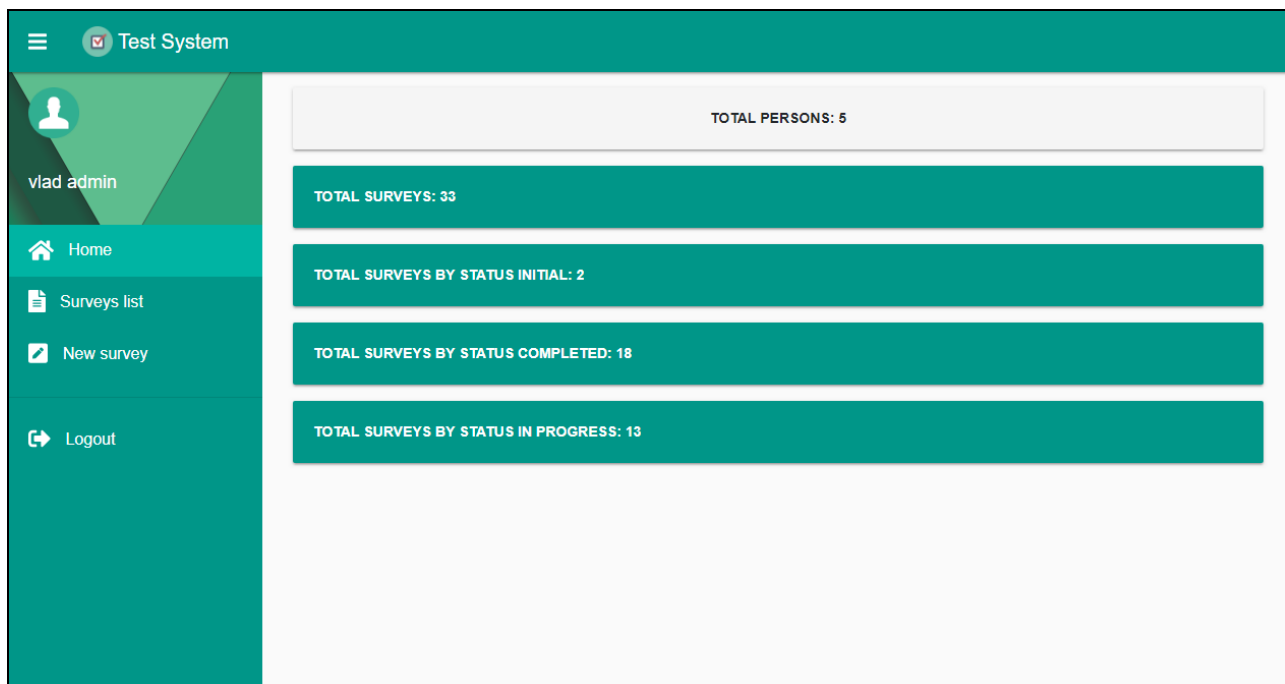 Test System
vlad admin
Home
Surveys list
New survey
Logout
TOTAL PERSONS: 5
TOTAL SURVEYS: 33
TOTAL SURVEYS BY STATUS INITIAL: 2
TOTAL SURVEYS BY STATUS COMPLETED: 18
TOTAL SURVEYS BY STATUS IN PROGRESS: 13